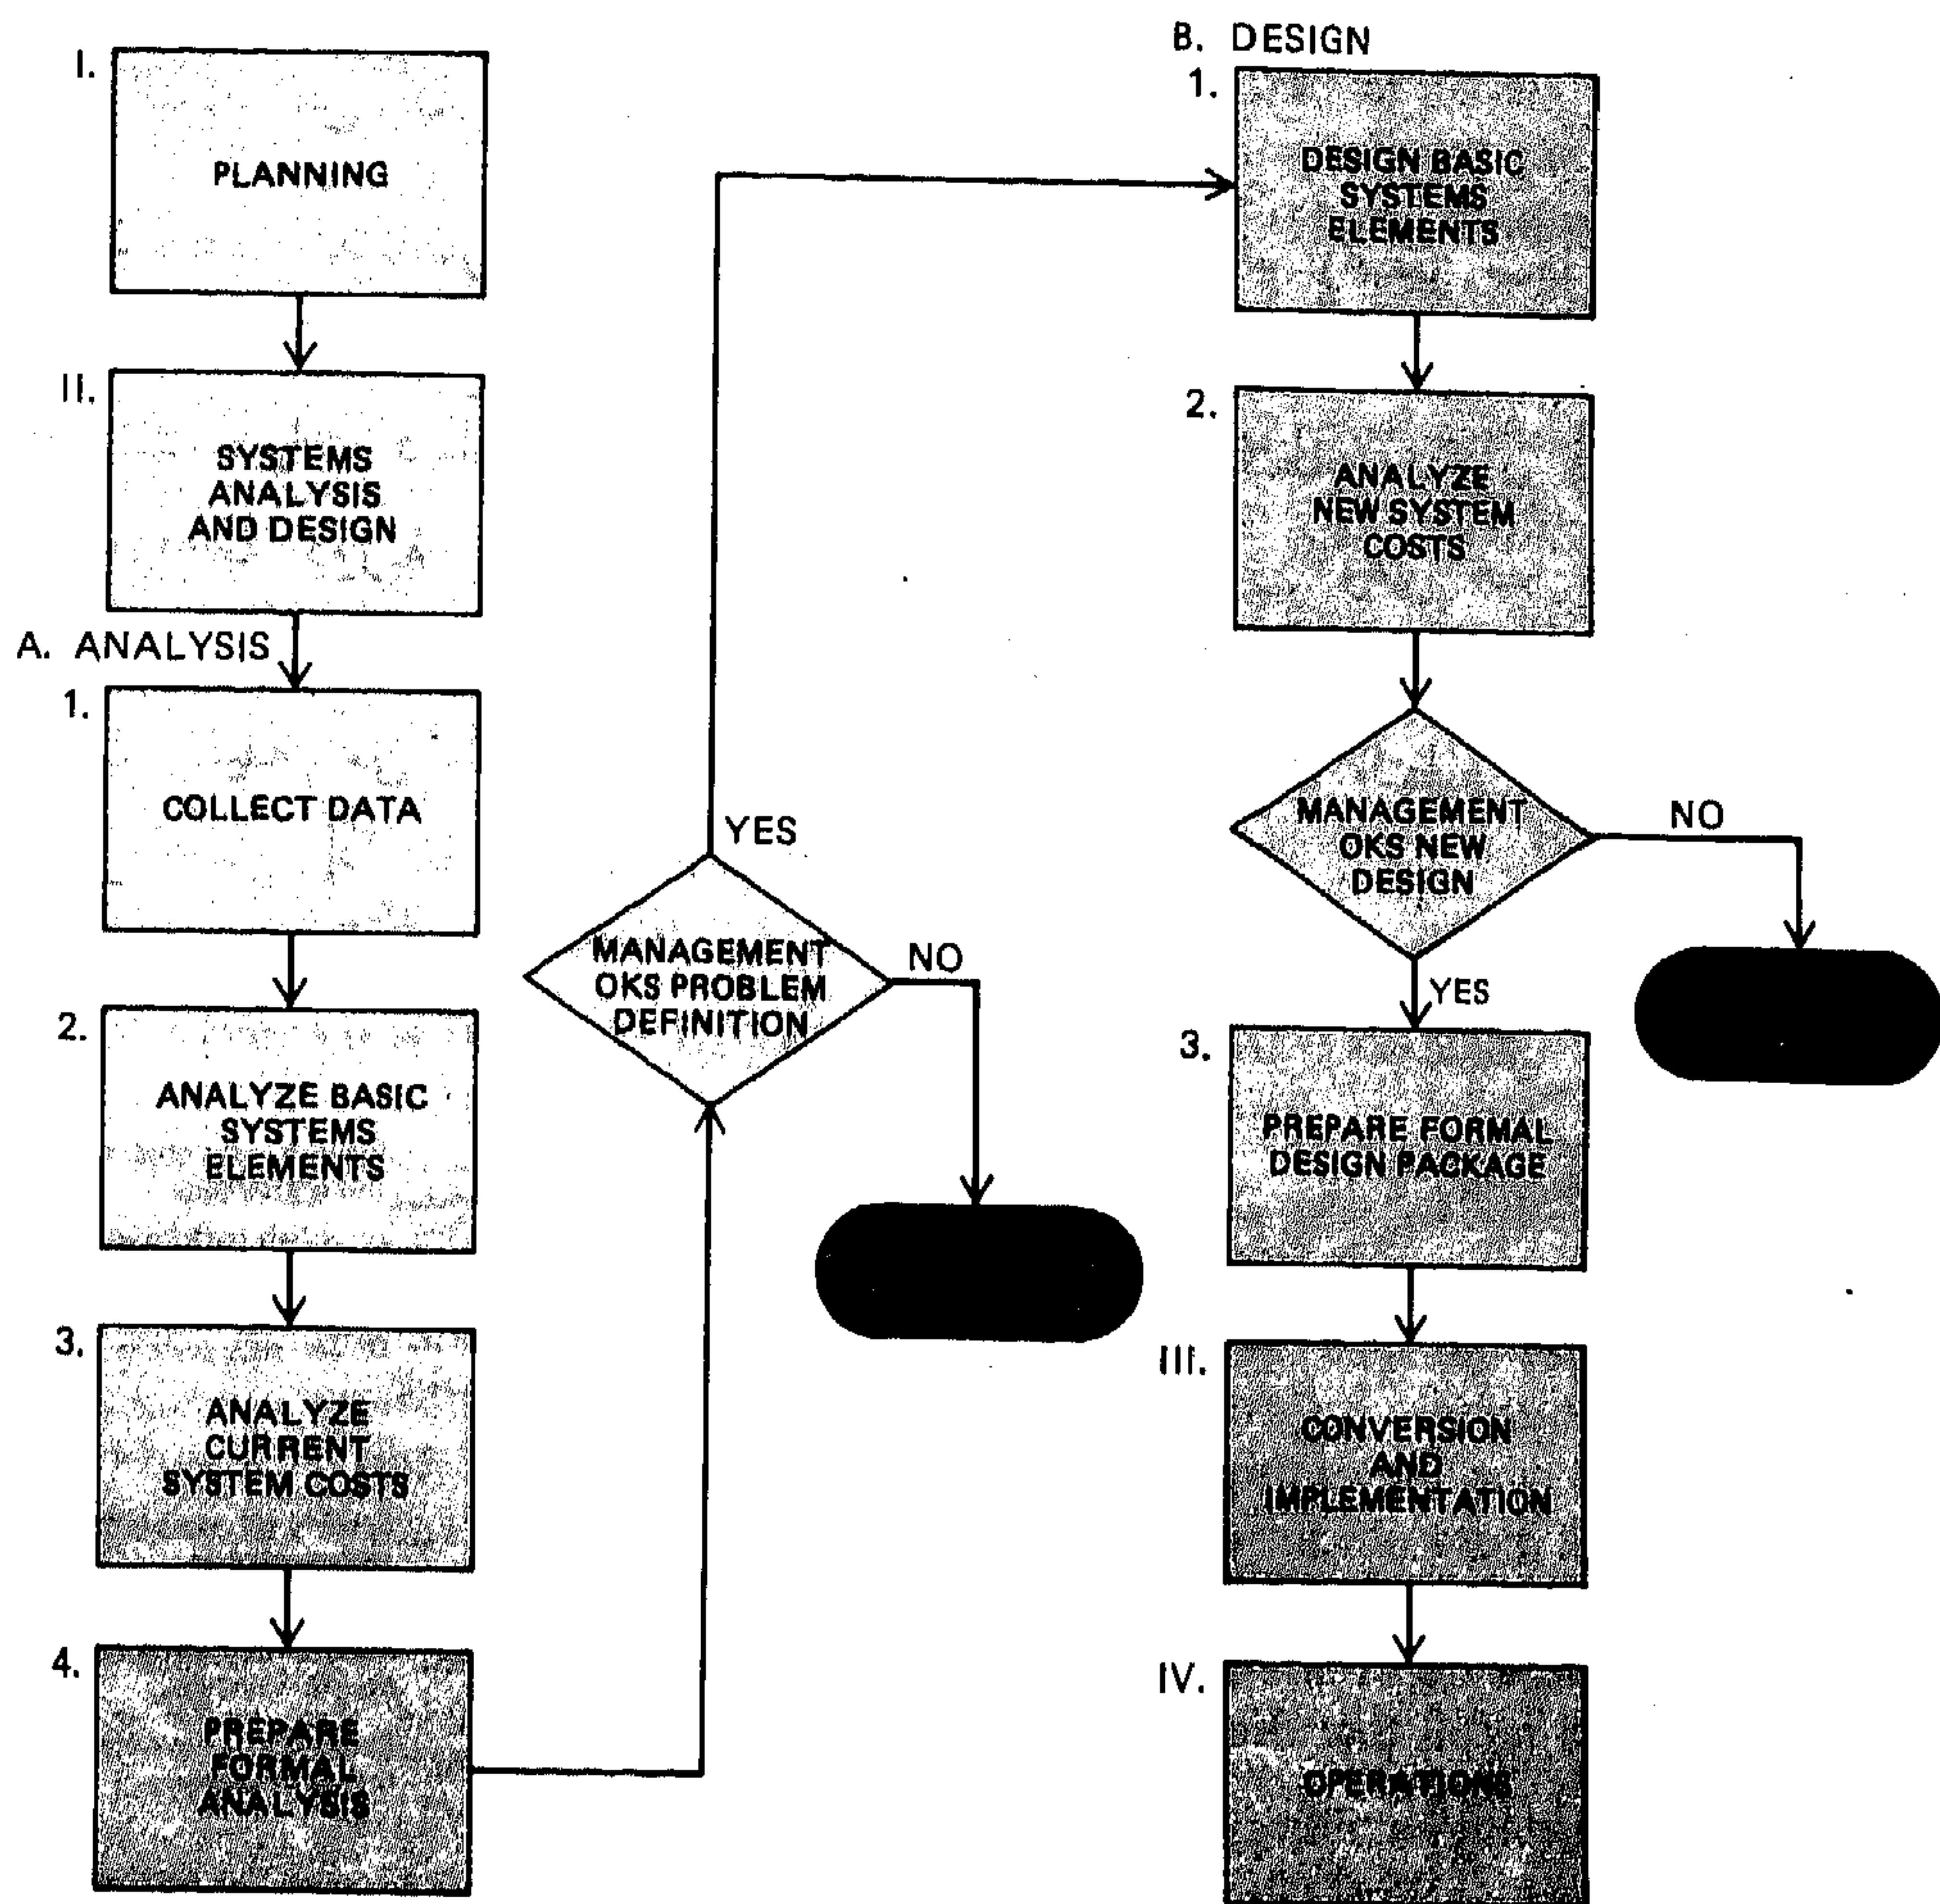 I.
PLANNING
II.
SYSTEMS
ANALYSIS
AND DESIGN
A. ANALYSIS
1.
COLLECT DATA
2.
ANALYZE BASIC
SYSTEMS
ELEMENTS
3.
ANALYZE
CURRENT
SYSTEM COSTS
4.
PREPARE
FORMAL
ANALYSIS
YES
MANAGEMENT
OKS PROBLEM
DEFINITION
NO
B. DESIGN
1.
DESIGN BASIC
SYSTEMS
ELEMENTS
2.
ANALYZE
NEW SYSTEM
COSTS
MANAGEMENT
OKS NEW
DESIGN
NO
YES
3.
PREPARE FORMAL
DESIGN PACKAGE
III.
CONVERSION
AND
IMPLEMENTATION
IV.
OPERATIONS